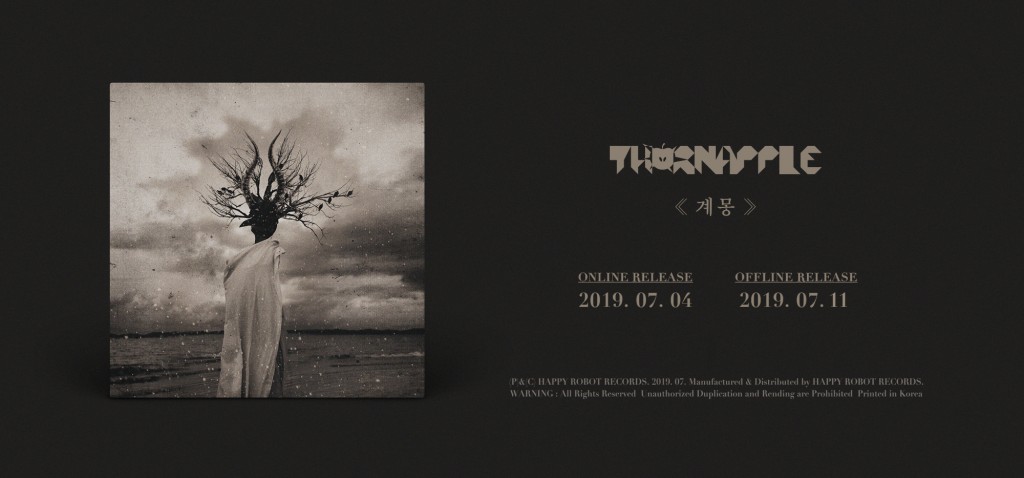 THORNAPPLE
《 계몽 》
ONLINE RELEASE OFFLINE RELEASE
2019. 07. 04 2019. 07. 11
(P&C) HAPPY ROBOT RECORDS. 2019. 07. Manufactured & Distributed by HAPPY ROBOT RECORDS.
WARNING : All Rights Reserved Unauthorized Duplication and Rending are Prohibited Printed in Korea